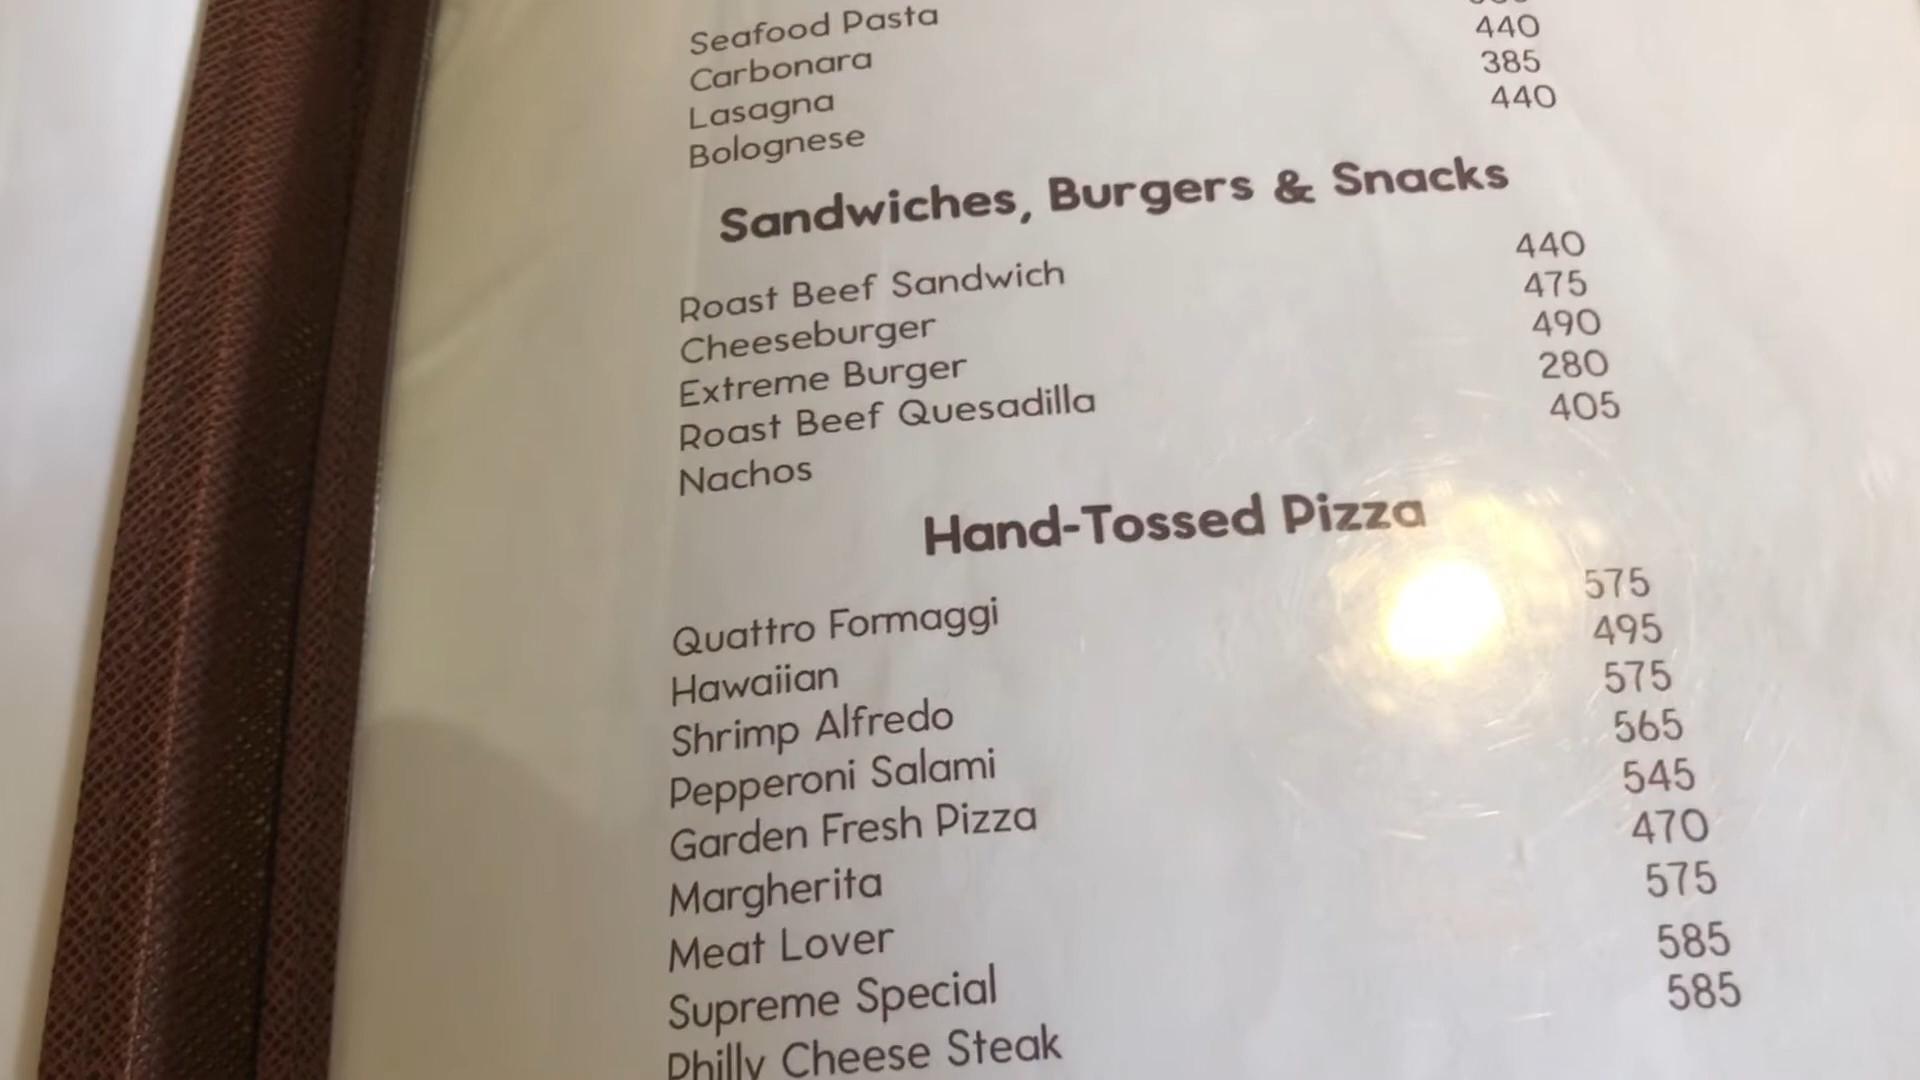 Seafood Pasta
Carbonara 440
Lasagna 385
Bolognese 440
Sandwiches, Burgers & Snacks
Roast Beef Sandwich 440
Cheeseburger 475
Extreme Burger 490
Roast Beef Quesadilla 280
Nachos 405
Hand-Tossed Pizza
Quattro Formaggi 575
Hawaiian 495
Shrimp Alfredo 575
Pepperoni Salami 565
Garden Fresh Pizza 545
Margherita 470
Meat Lover 575
Supreme Special 585
Philly Cheese Steak 585